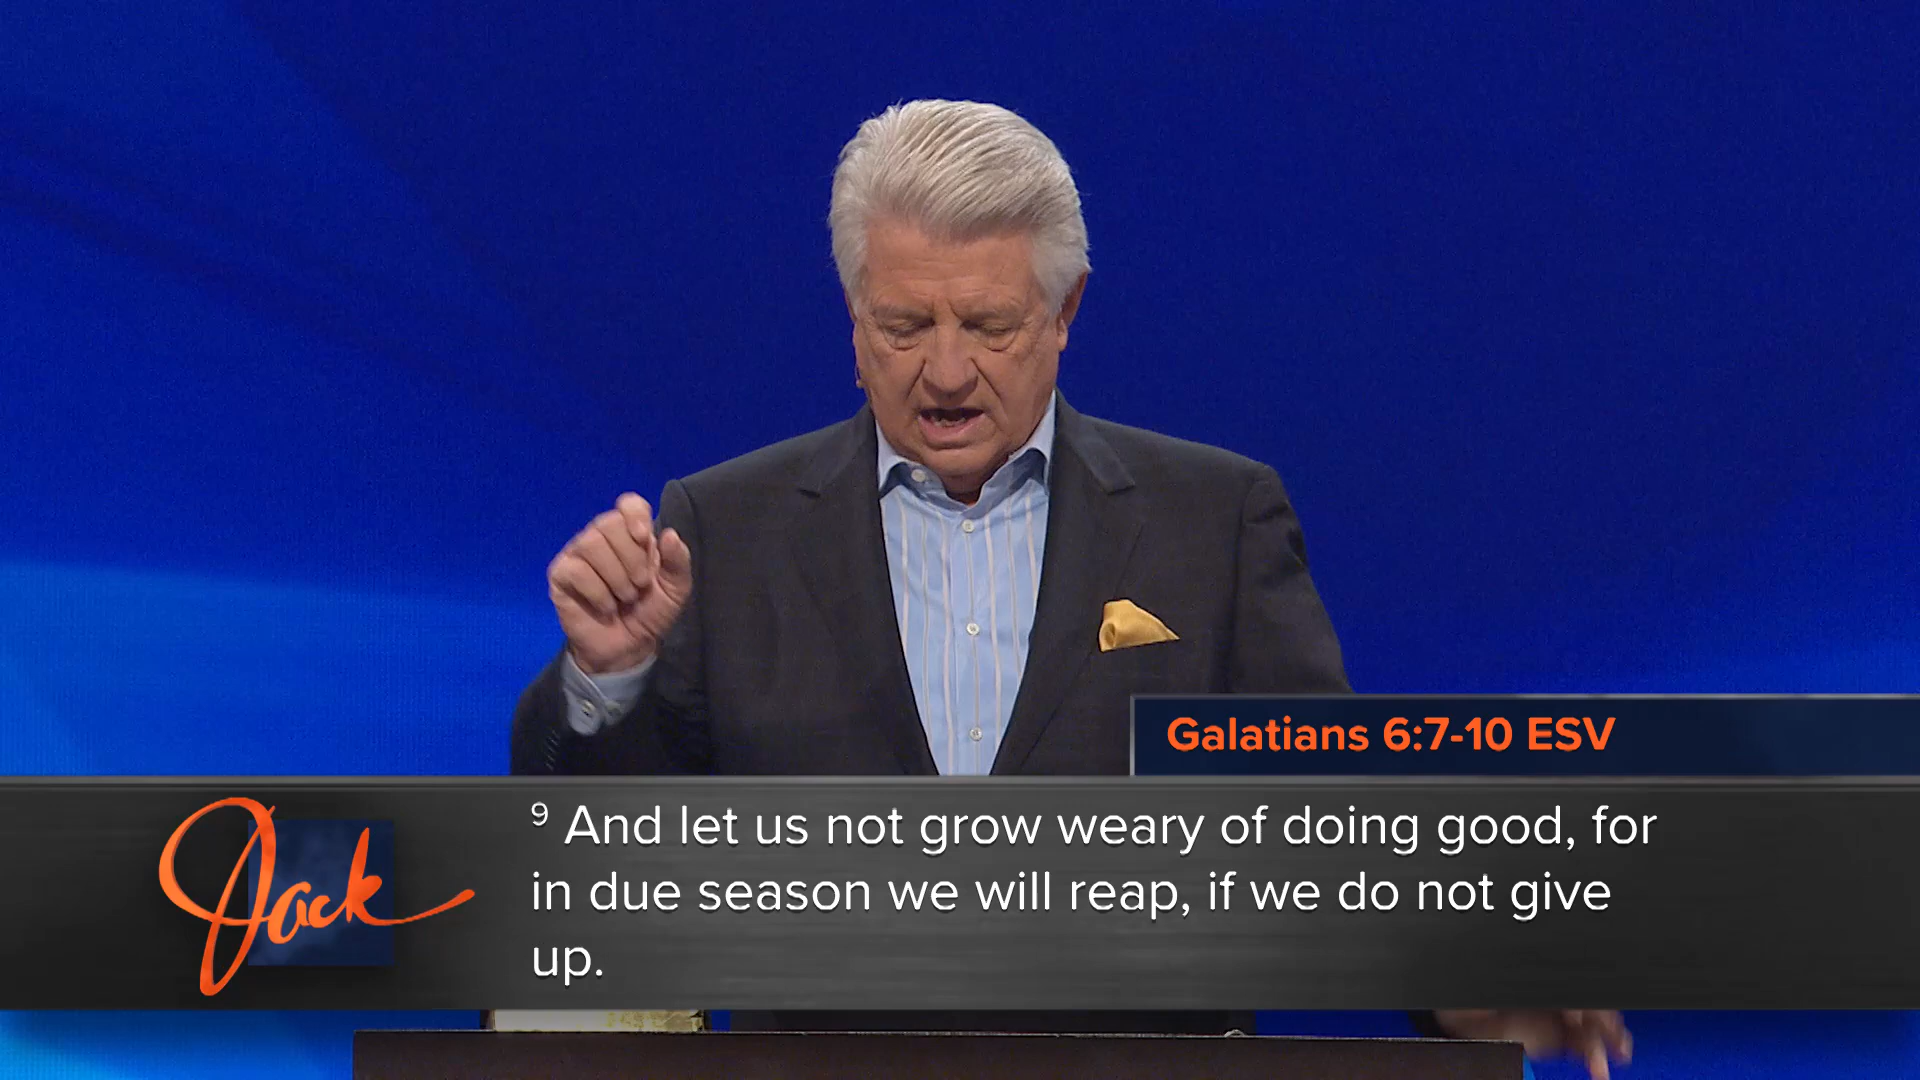 Galatians 6:7-10 ESV
Jack
9 And let us not grow weary of doing good, for
in due season we will reap, if we do not give
up.